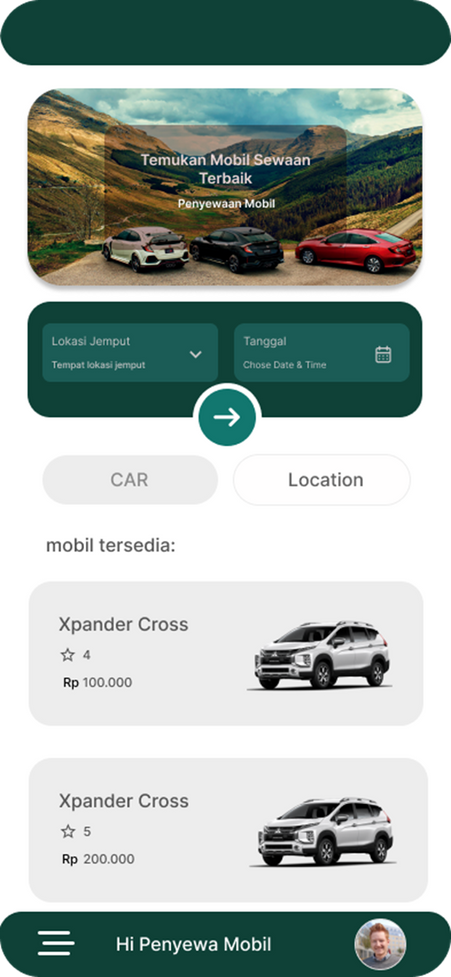 Temukan Mobil Sewaan
Terbaik
Penyewaan Mobil
Lokasi Jemput
Tempat lokasi jemput
Tanggal
Chose Date & Time
CAR
Location
mobil tersedia:
Xpander Cross
4
Rp 100.000
Xpander Cross
5
Rp 200.000
Hi Penyewa Mobil